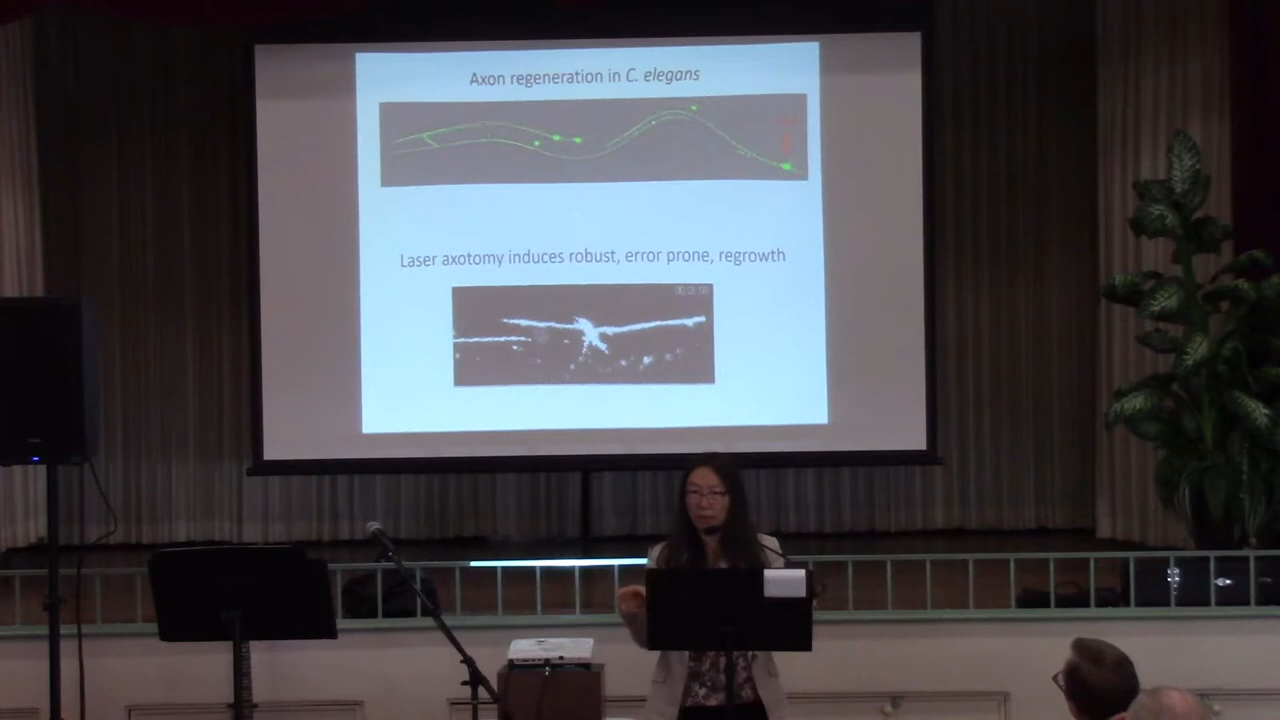 Axon regeneration in C. elegans
Laser axotomy induces robust, error prone, regrowth